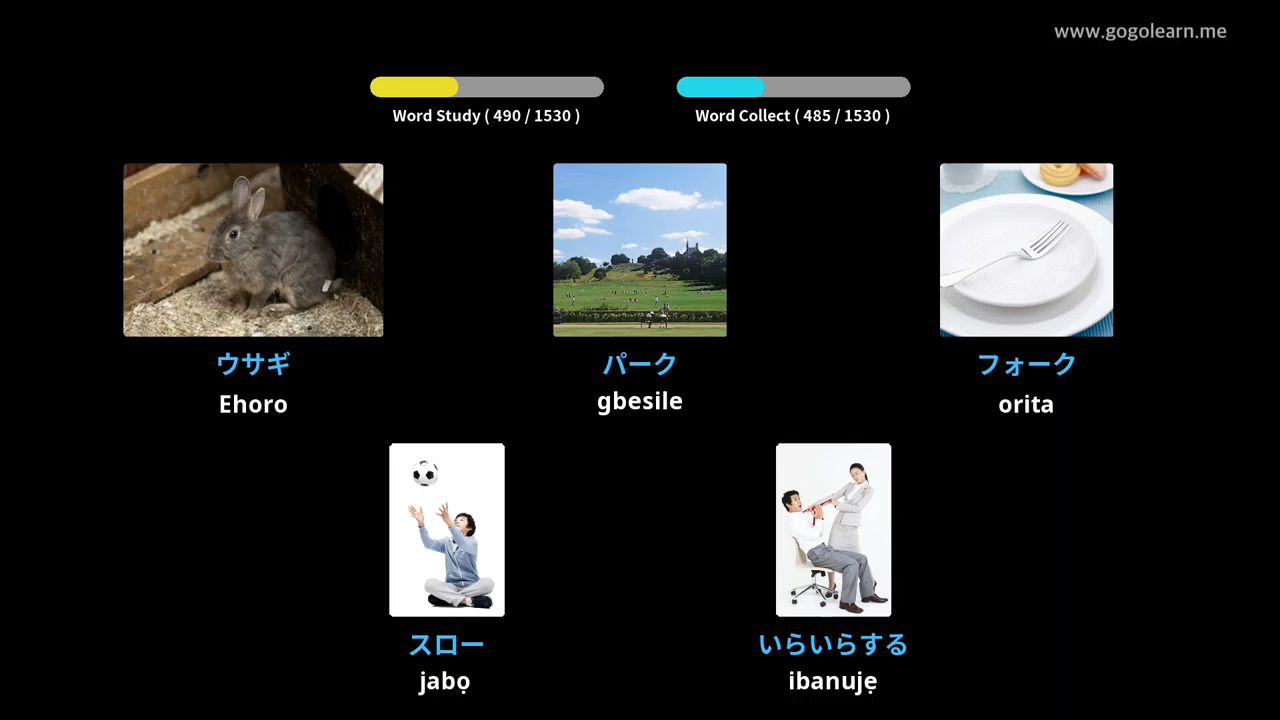 www.gogolearn.me
Word Study ( 490 / 1530 )
Word Collect ( 485 / 1530 )
ウサギ
Ehoro
パーク
gbesile
フォーク
orita
スロー
jabọ
いらいらする
ibanujẹ